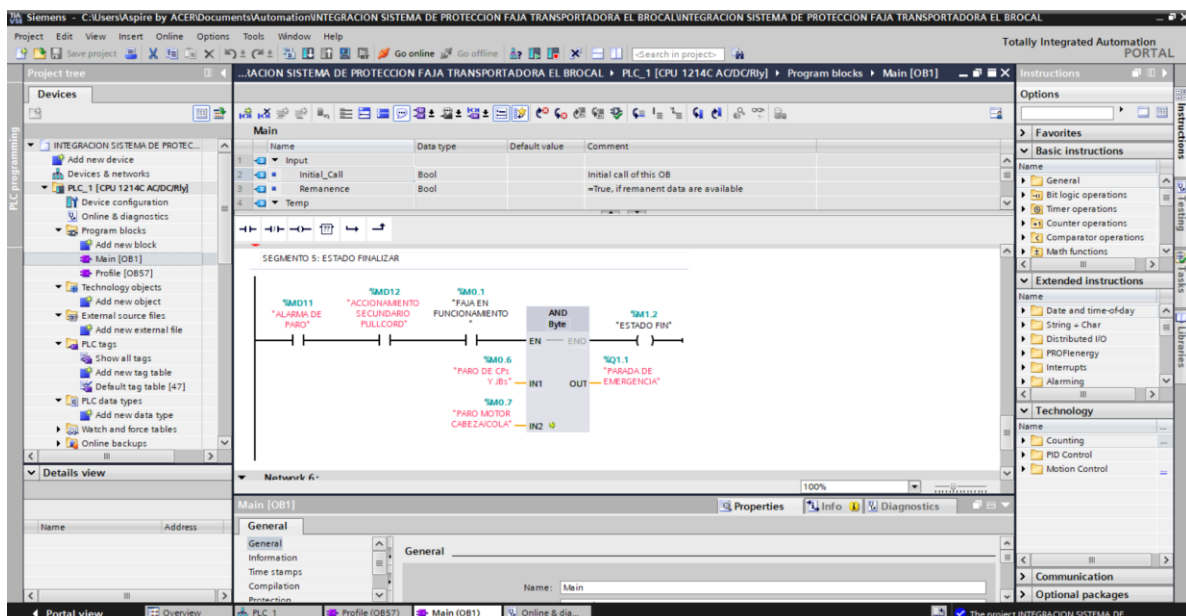 Siemens - C:\Users\Aspire by ACER\Documents\Automation\INTEGRACION SISTEMA DE PROTECCION FAJA TRANSPORTADORA EL BROCAL\INTEGRACION SISTEMA DE PROTECCION FAJA TRANSPORTADORA EL BROCAL
Project Edit View Insert Online Options Tools Window Help
Totally Integrated Automation
PORTAL
Save project
Go online
Go offline
<Search in project>
Project tree
...RACION SISTEMA DE PROTECCION FAJA TRANSPORTADORA EL BROCAL PLC_1 [CPU 1214C AC/DC/Rly] Program blocks Main [OB1]
Instructions
Devices
Options
PLC programming
INTEGRACION SISTEMA DE PROTEC...
Add new device
Devices & networks
PLC_1 [CPU 1214C AC/DC/Rly]
Device configuration
Online & diagnostics
Program blocks
Add new block
Main [OB1]
Profile [OB57]
Technology objects
Add new object
External source files
Add new external file
PLC tags
Show all tags
Add new tag table
Default tag table [47]
PLC data types
Add new data type
Watch and force tables
Online backups
Details view
Name Address
Main
Name Data type Default value Comment
1 Input
2 Initial_Call Bool Initial call of this OB
3 Remanence Bool =True, if remanent data are available
4 Temp
SEGMENTO 5: ESTADO FINALIZAR
%MD11
"ALARMA DE
PARO"
%MD12
"ACCIONAMIENTO
SECUNDARIO
PULLCORD"
%M0.1
"FAJA EN
FUNCIONAMIENTO
"
AND
Byte
EN ENO
%M1.2
"ESTADO FIN"
%M0.6
"PARO DE CPs
Y JBs"
IN1
OUT
%Q1.1
"PARADA DE
EMERGENCIA"
%M0.7
"PARO MOTOR
CABEZA/COLA"
IN2
Network 6:
100%
Main [OB1]
Properties Info Diagnostics
General
General
Information
Time stamps
Compilation
Protection
General
Name: Main
Favorites
Basic instructions
Name
General
Bit logic operations
Timer operations
Counter operations
Comparator operations
Math functions
Extended instructions
Name
Date and time-of-day
String + Char
Distributed I/O
PROFIenergy
Interrupts
Alarming
Technology
Name
Counting
PID Control
Motion Control
Communication
Optional packages
Instructions
Testing
Tasks
Libraries
Portal view
Overview
PLC_1
Profile (OB57)
Main (OB1)
Online & dia...
The project INTEGRACION SISTEMA DE